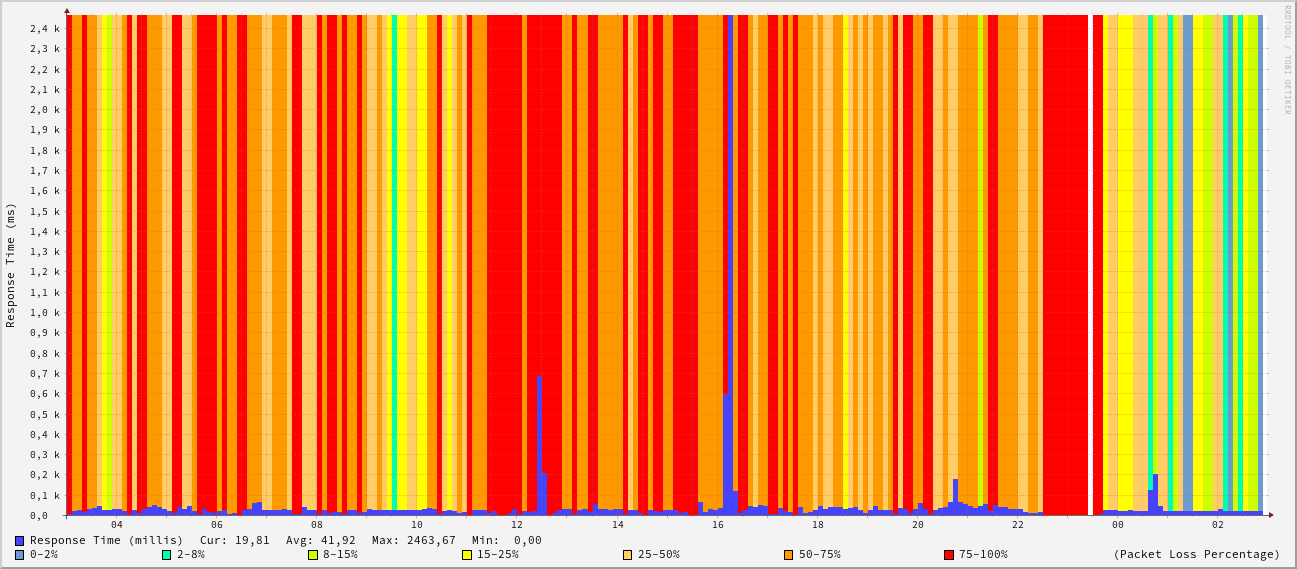 RRDTOOL / TOBI OETIKER
Response Time (ms)
2,4 k
2,3 k
2,2 k
2,1 k
2,0 k
1,9 k
1,8 k
1,7 k
1,6 k
1,5 k
1,4 k
1,3 k
1,2 k
1,1 k
1,0 k
0,9 k
0,8 k
0,7 k
0,6 k
0,5 k
0,4 k
0,3 k
0,2 k
0,1 k
0,0
04 06 08 10 12 14 16 18 20 22 00 02
Response Time (millis) Cur: 19,81 Avg: 41,92 Max: 2463,67 Min: 0,00
0-2% 2-8% 8-15% 15-25% 25-50% 50-75% 75-100% (Packet Loss Percentage)